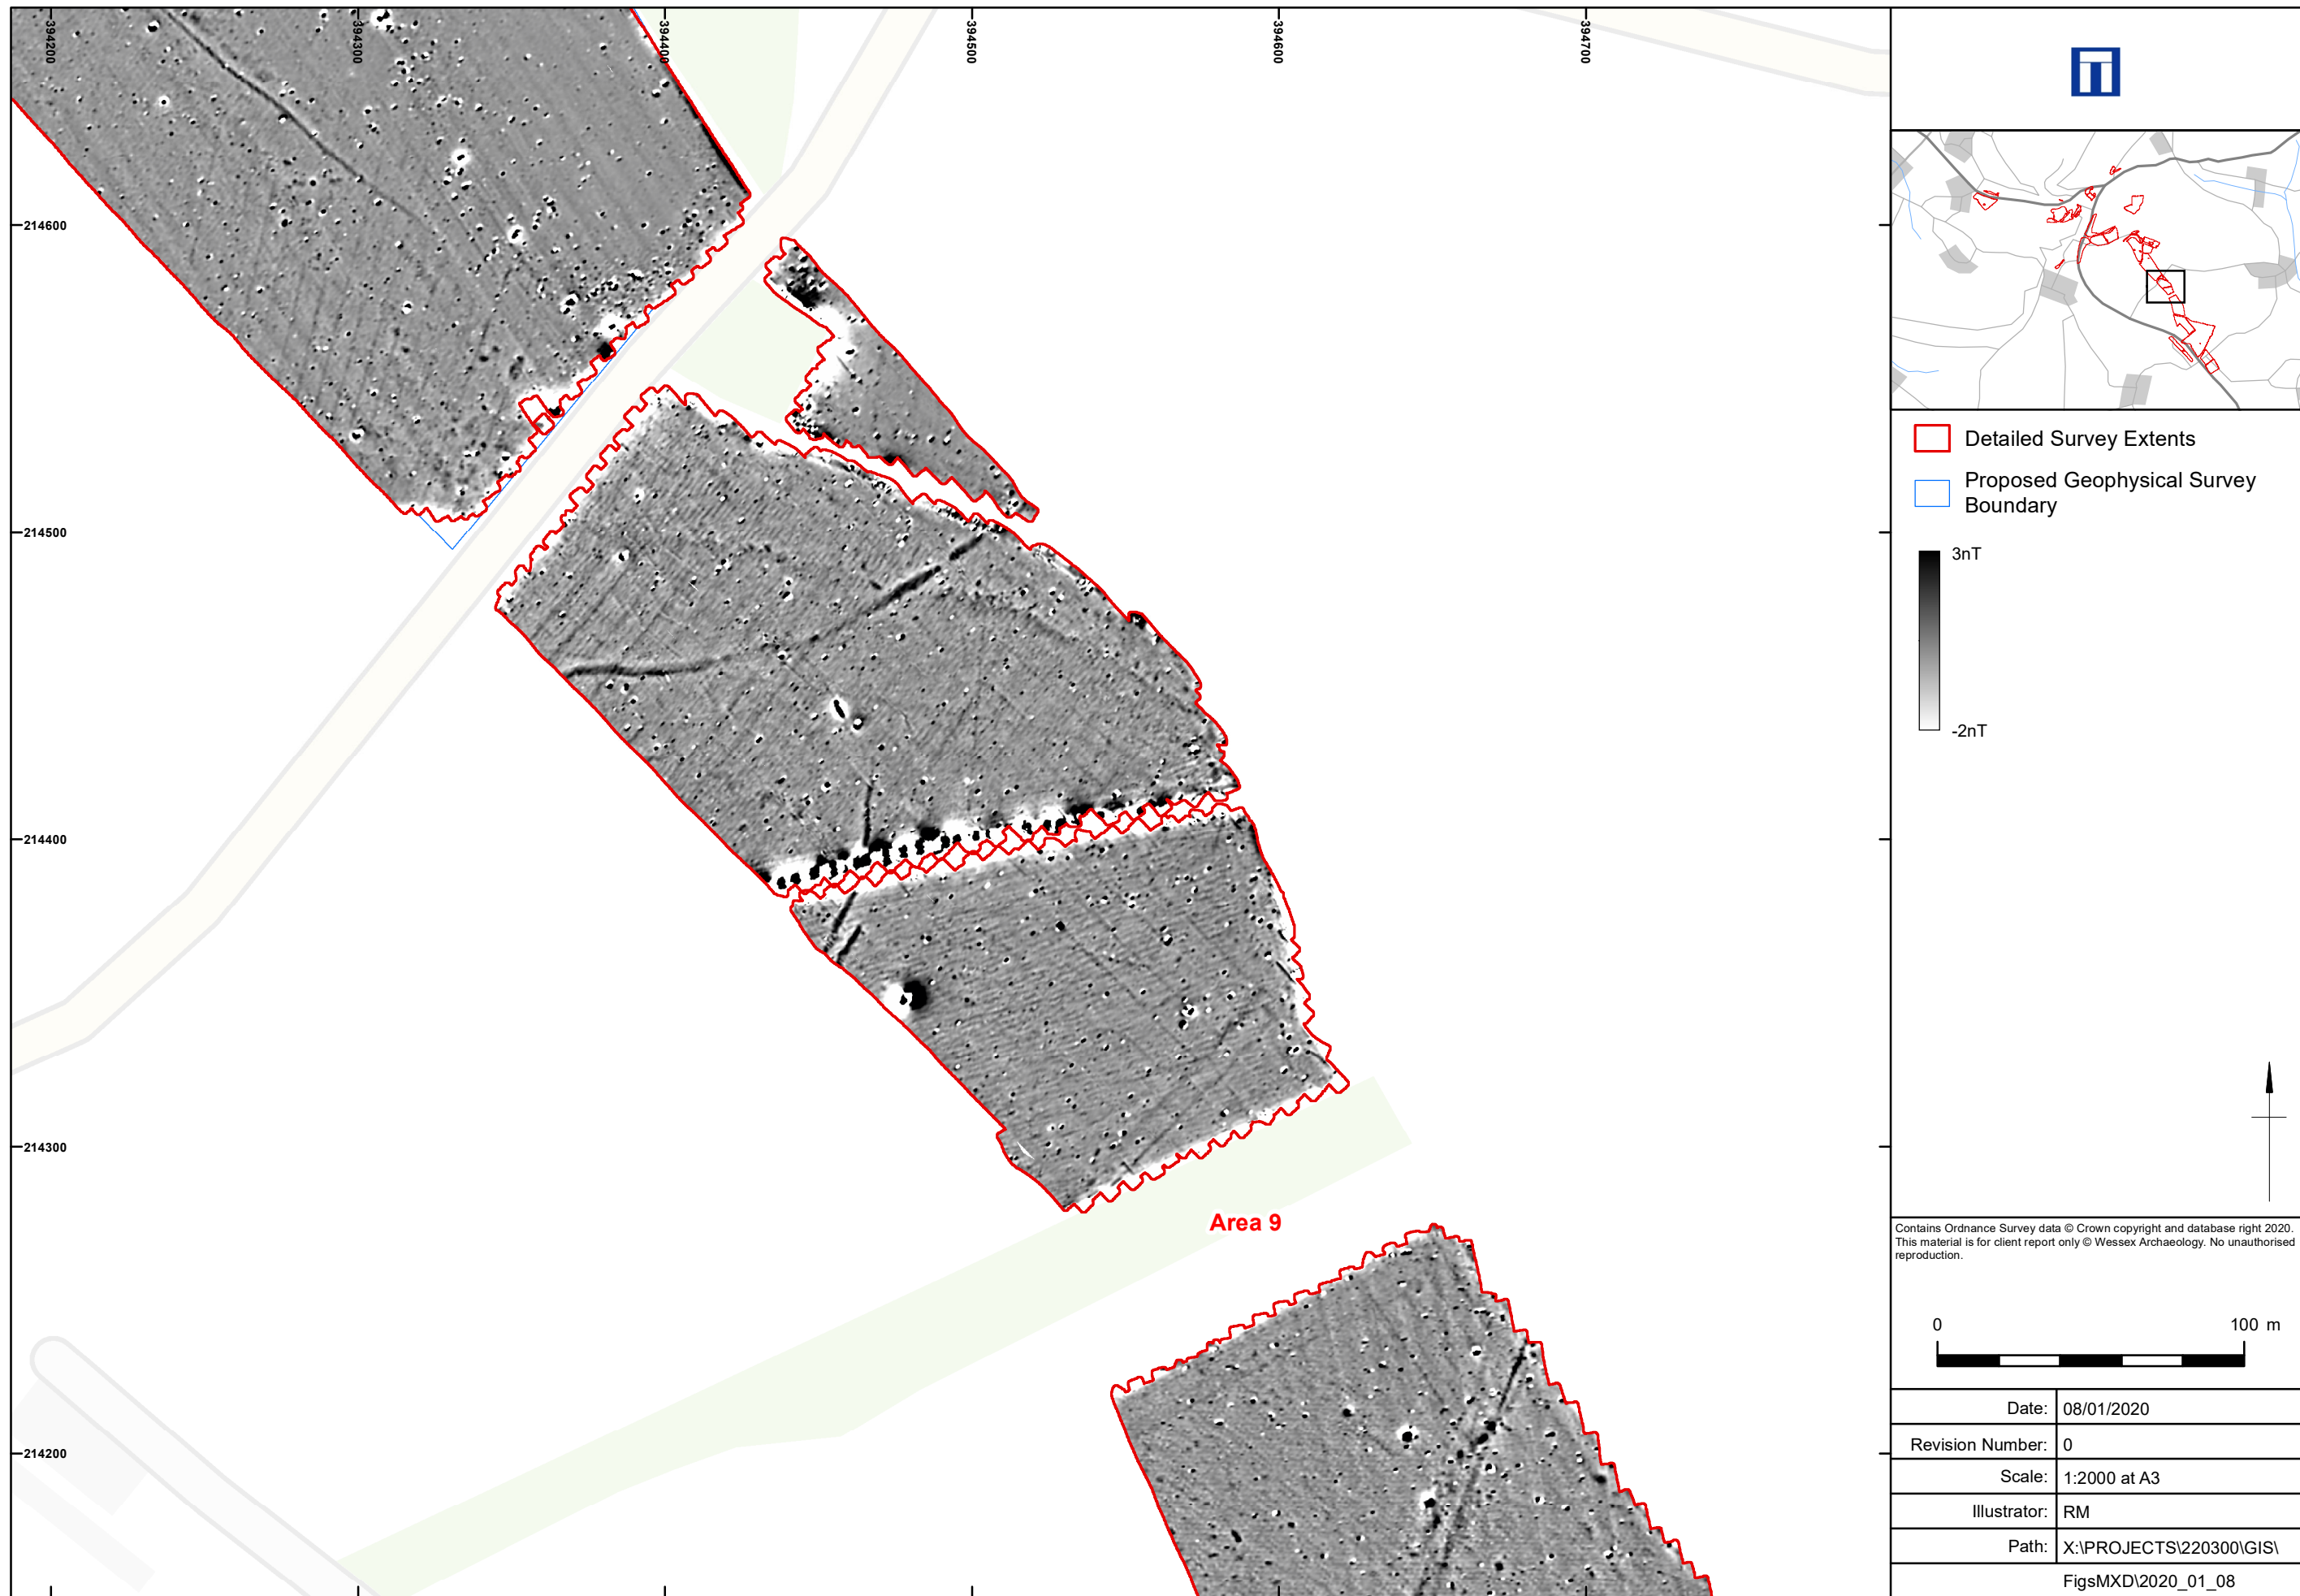 394200
394300
394400
394500
394600
394700
214600
214500
214400
214300
214200
Area 9
Detailed Survey Extents
Proposed Geophysical Survey
Boundary
3nT
-2nT
Contains Ordnance Survey data © Crown copyright and database right 2020.
This material is for client report only © Wessex Archaeology. No unauthorised
reproduction.
0 100 m
Date: 08/01/2020
Revision Number: 0
Scale: 1:2000 at A3
Illustrator: RM
Path: X:\PROJECTS\220300\GIS\
FigsMXD\2020_01_08